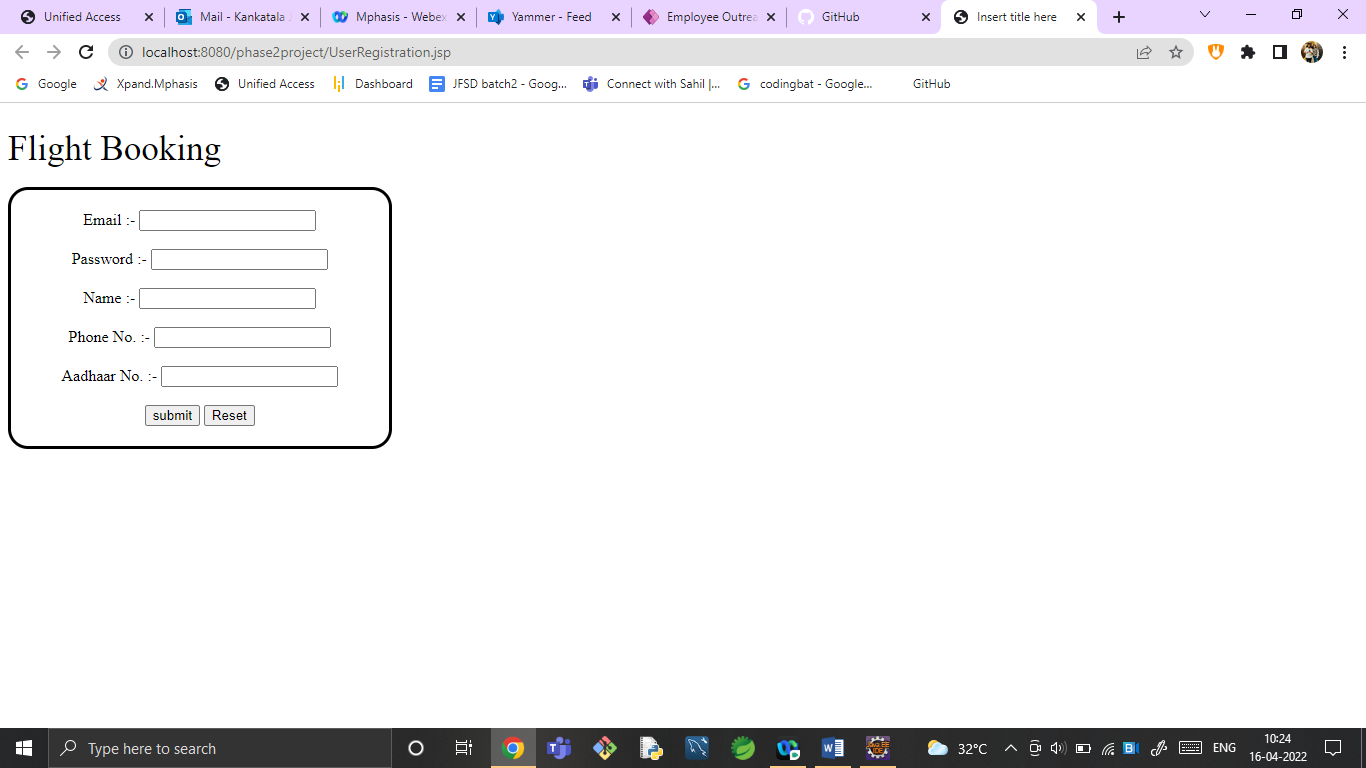 Unified Access
Mail - Kankatala J
Mphasis - Webex
Yammer - Feed
Employee Outrea
GitHub
Insert title here
localhost:8080/phase2project/UserRegistration.jsp
Google
Xpand.Mphasis
Unified Access
Dashboard
JFSD batch2 - Goog...
Connect with Sahil |...
codingbat - Google...
GitHub
Flight Booking
Email :-
Password :-
Name :-
Phone No. :-
Aadhaar No. :-
submit Reset
Type here to search
32°C
ENG
10:24
16-04-2022